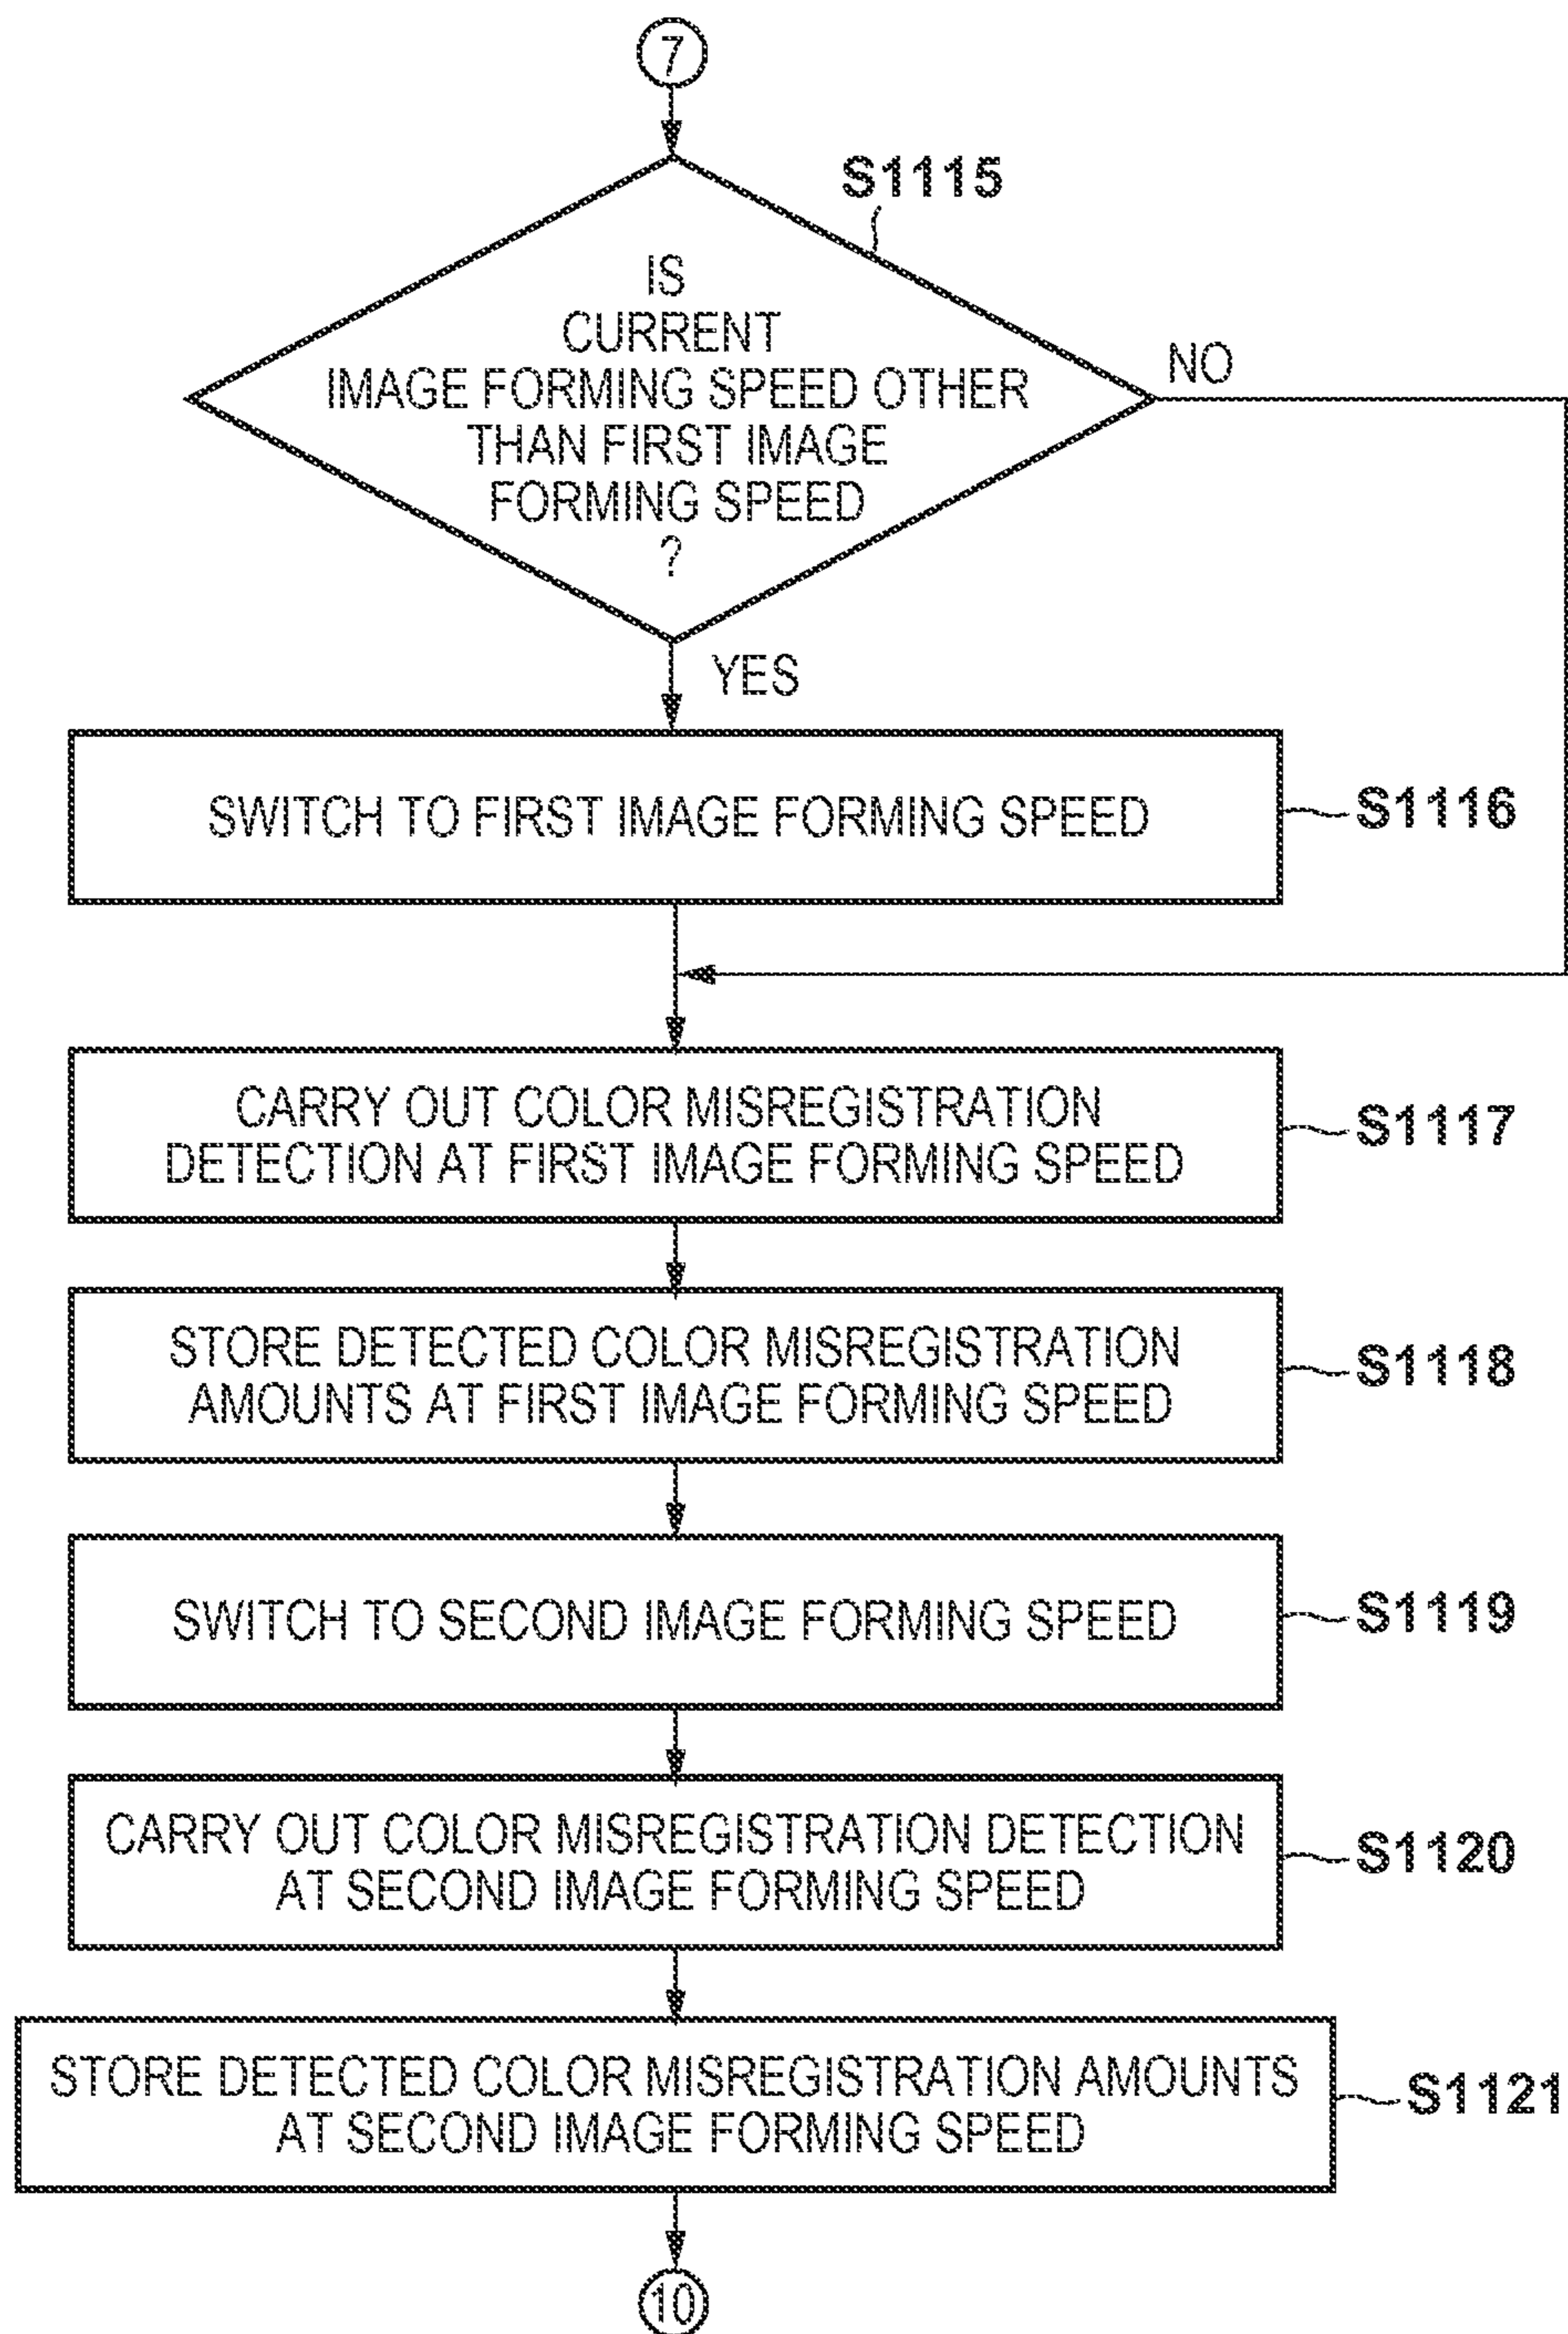 7
S1115
IS
CURRENT
IMAGE FORMING SPEED OTHER
THAN FIRST IMAGE
FORMING SPEED
?
NO
YES
SWITCH TO FIRST IMAGE FORMING SPEED
S1116
CARRY OUT COLOR MISREGISTRATION
DETECTION AT FIRST IMAGE FORMING SPEED
S1117
STORE DETECTED COLOR MISREGISTRATION
AMOUNTS AT FIRST IMAGE FORMING SPEED
S1118
SWITCH TO SECOND IMAGE FORMING SPEED
S1119
CARRY OUT COLOR MISREGISTRATION DETECTION
AT SECOND IMAGE FORMING SPEED
S1120
STORE DETECTED COLOR MISREGISTRATION AMOUNTS
AT SECOND IMAGE FORMING SPEED
S1121
10